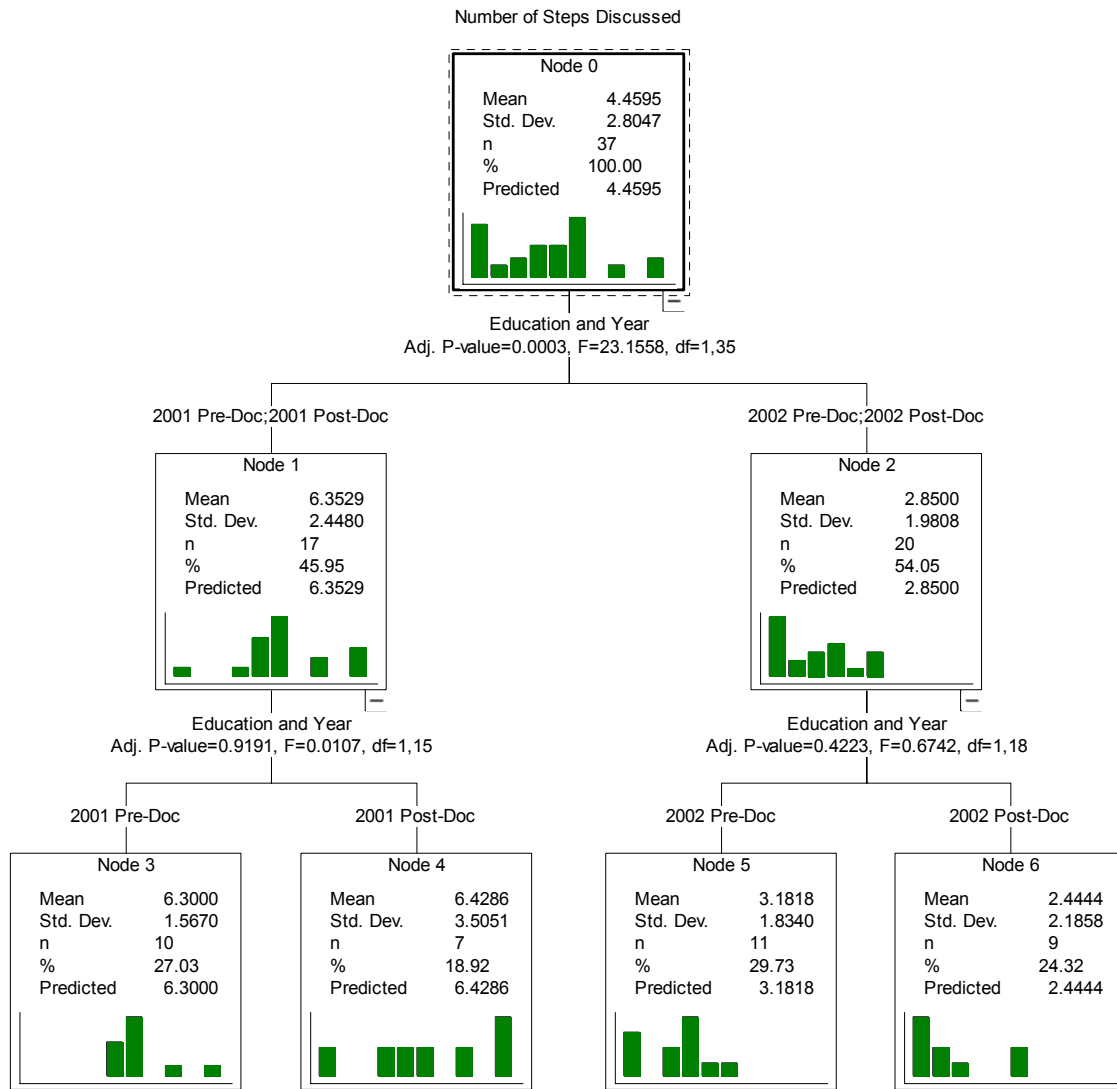 Number of Steps Discussed
Node 0
Mean 4.4595
Std. Dev. 2.8047
n 37
% 100.00
Predicted 4.4595
Education and Year
Adj. P-value=0.0003, F=23.1558, df=1,35
2001 Pre-Doc;2001 Post-Doc
2002 Pre-Doc;2002 Post-Doc
Node 1
Mean 6.3529
Std. Dev. 2.4480
n 17
% 45.95
Predicted 6.3529
Node 2
Mean 2.8500
Std. Dev. 1.9808
n 20
% 54.05
Predicted 2.8500
Education and Year
Adj. P-value=0.9191, F=0.0107, df=1,15
Education and Year
Adj. P-value=0.4223, F=0.6742, df=1,18
2001 Pre-Doc
2001 Post-Doc
2002 Pre-Doc
2002 Post-Doc
Node 3
Mean 6.3000
Std. Dev. 1.5670
n 10
% 27.03
Predicted 6.3000
Node 4
Mean 6.4286
Std. Dev. 3.5051
n 7
% 18.92
Predicted 6.4286
Node 5
Mean 3.1818
Std. Dev. 1.8340
n 11
% 29.73
Predicted 3.1818
Node 6
Mean 2.4444
Std. Dev. 2.1858
n 9
% 24.32
Predicted 2.4444